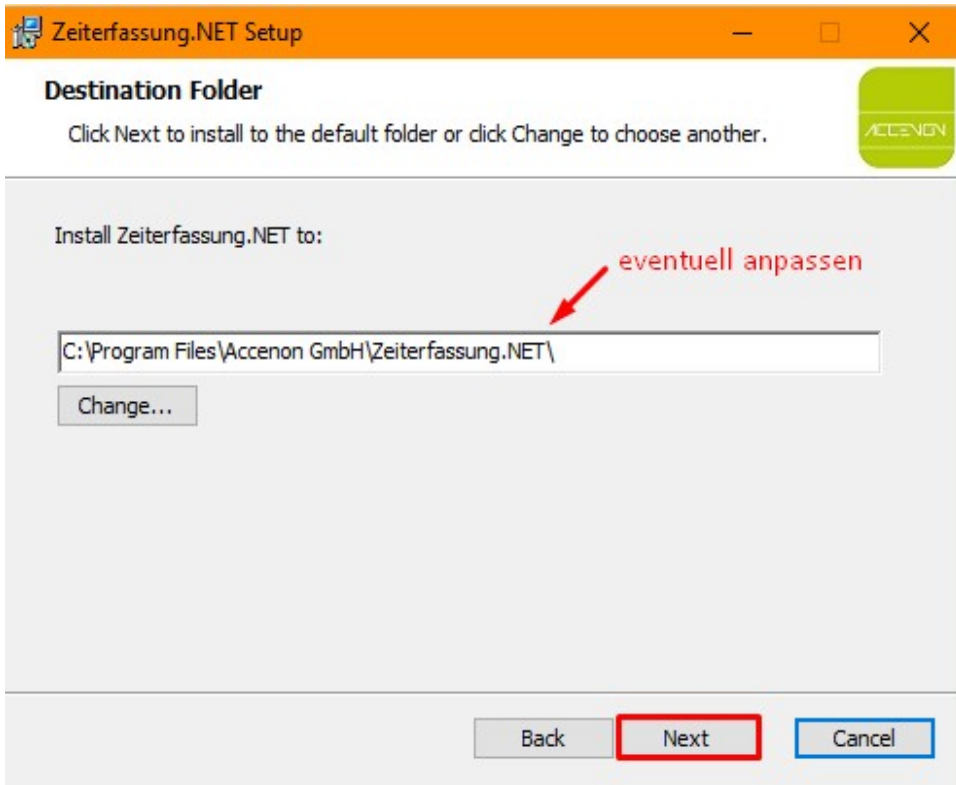 Zeiterfassung.NET Setup
Destination Folder
Click Next to install to the default folder or click Change to choose another.
ACCENON
Install Zeiterfassung.NET to:
eventuell anpassen
C:\Program Files\Accenon GmbH\Zeiterfassung.NET\
Change...
Back
Next
Cancel